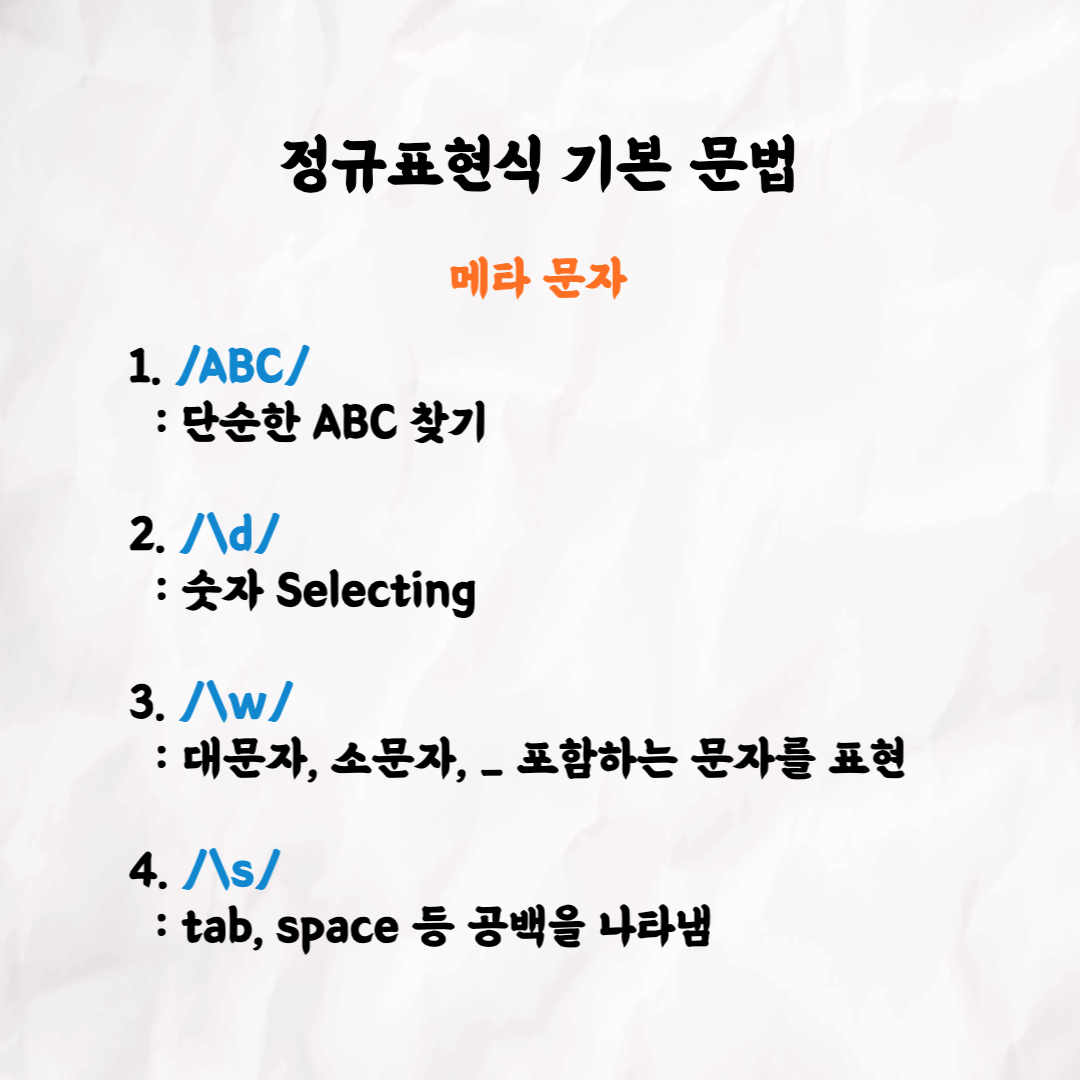 정규표현식 기본 문법
메타 문자
1. /ABC/
: 단순한 ABC 찾기
2. /\d/
: 숫자 Selecting
3. /\w/
: 대문자, 소문자, _ 포함하는 문자를 표현
4. /\s/
: tab, space 등 공백을 나타냄